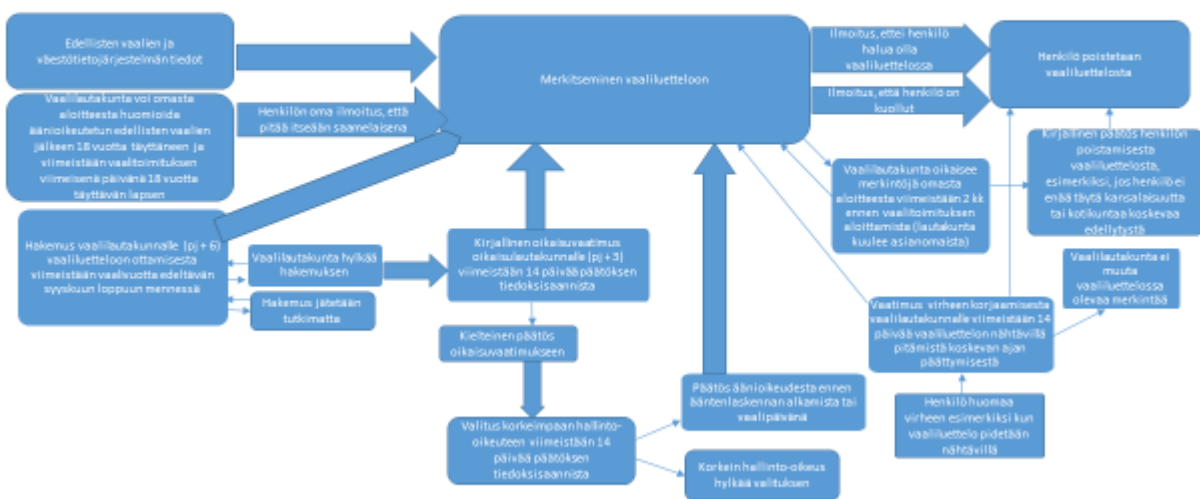 Edellisten vaalien ja
väestötietojärjestelmän tiedot
Vaalilautakunta voi omasta
aloitteesta huomioida
äänioikeutetun edellisten vaalien
jälkeen 18 vuotta täyttäneen ja
viimeistään vaalitoimituksen
viimeisenä päivänä 18 vuotta
täyttävän lapsen
Henkilön oma ilmoitus, että
pitää itseään saamelaisena
Merkitseminen vaaliluetteloon
Ilmoitus, ettei henkilö
halua olla
vaaliluettelossa
Ilmoitus, että henkilö on
kuollut
Henkilö poistetaan
vaaliluettelosta
Hakemus vaalilautakunnalle (pj + 6)
vaaliluetteloon ottamisesta
viimeistään vaalivuotta edeltävän
syyskuun loppuun mennessä
Vaalilautakunta hylkää
hakemuksen
Hakemus jätetään
tutkimatta
Kirjallinen oikaisuvaatimus
oikaisulautakunnalle (pj + 3)
viimeistään 14 päivää päätöksen
tiedoksisaannista
Kielteinen päätös
oikaisuvaatimukseen
Valitus korkeimpaan hallinto-
oikeuteen viimeistään 14
päivää päätöksen
tiedoksisaannista
Päätös äänioikeudesta ennen
ääntenlaskennan alkamista tai
vaalipäivänä
Korkein hallinto-oikeus
hylkää valituksen
Vaalilautakunta oikaisee
merkintöjä omasta
aloitteesta viimeistään 2 kk
ennen vaalitoimituksen
aloittamista (lautakunta
kuulee asianomaista)
Kirjallinen päätös henkilön
poistamisesta
vaaliluettelosta,
esimerkiksi, jos henkilö ei
enää täytä kansalaisuutta
tai kotikuntaa koskevaa
edellytystä
Vaalilautakunta ei
muuta
vaaliluettelossa
olevaa merkintää
Vaatimus virheen korjaamisesta
vaalilautakunnalle viimeistään 14
päivää vaaliluettelon nähtävillä
pitämistä koskevan ajan
päättymisestä
Henkilö huomaa
virheen esimerkiksi kun
vaaliluettelo pidetään
nähtävillä